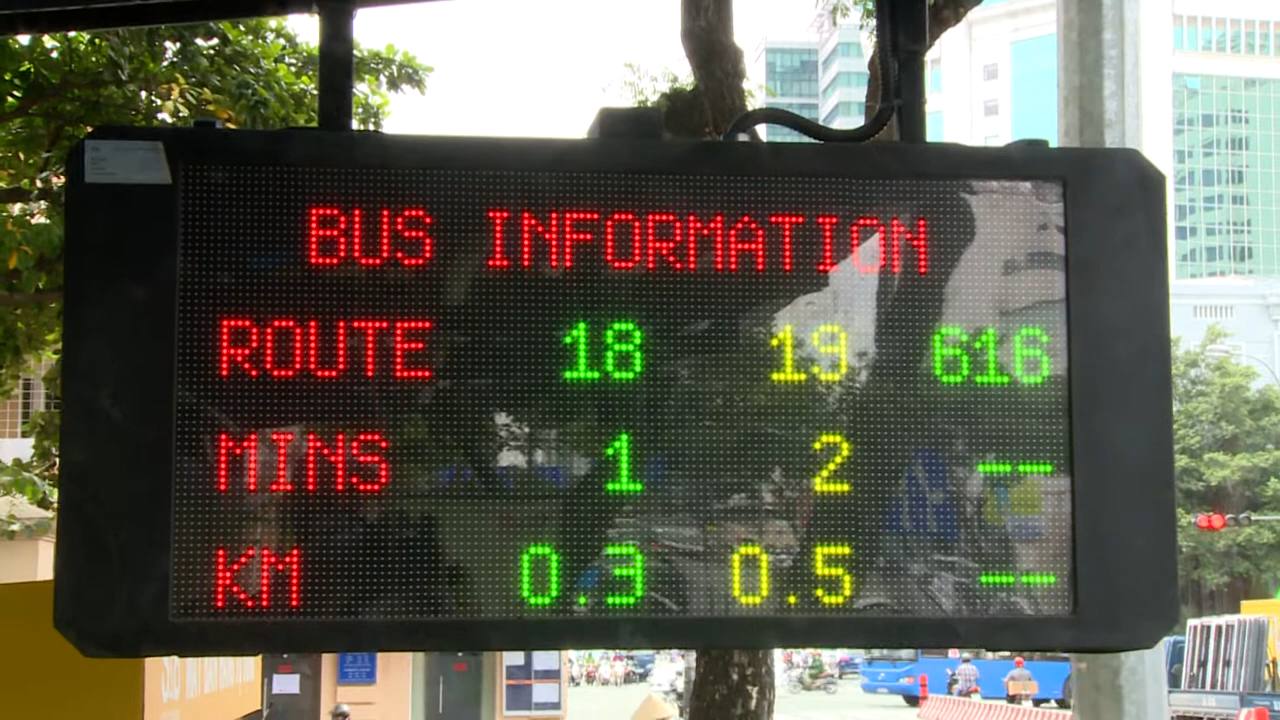 BUS INFORMATION
ROUTE 18 19 616
MINS 1 2 --
KM 0.3 0.5 --